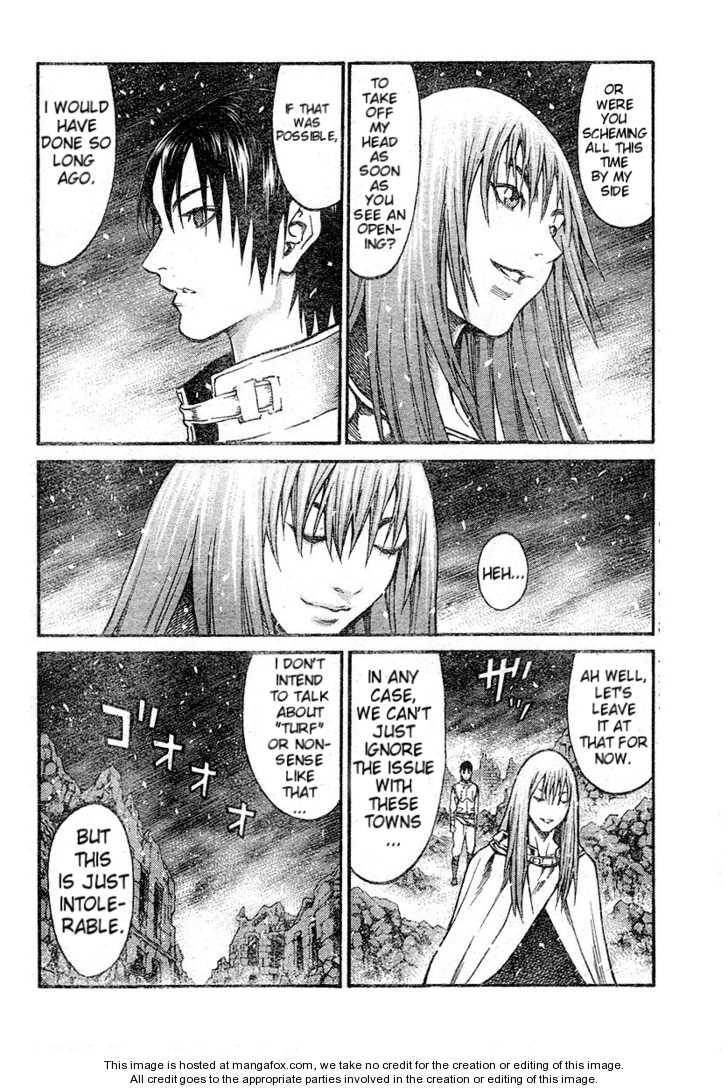 OR
WERE
YOU
SCHEMING
ALL THIS
TIME
BY MY
SIDE
TO
TAKE
OFF
MY
HEAD
AS
SOON
AS
YOU
SEE AN
OPEN-
ING?
IF THAT
WAS
POSSIBLE,
I WOULD
HAVE
DONE SO
LONG
AGO.
HEH...
AH WELL,
LET'S
LEAVE
IT AT
THAT FOR
NOW.
ザッ
IN ANY
CASE,
WE CAN'T
JUST
IGNORE
THE ISSUE
WITH
THESE
TOWNS
...
I DON'T
INTEND
TO TALK
ABOUT
"TURF"
OR NON-
SENSE
LIKE
THAT
...
ゴオオオオ
BUT
THIS
IS JUST
INTOLE-
RABLE.
This image is hosted at mangafox.com, we take no credit for the creation or editing of this image.
All credit goes to the appropriate parties involved in the creation or editing of this image.